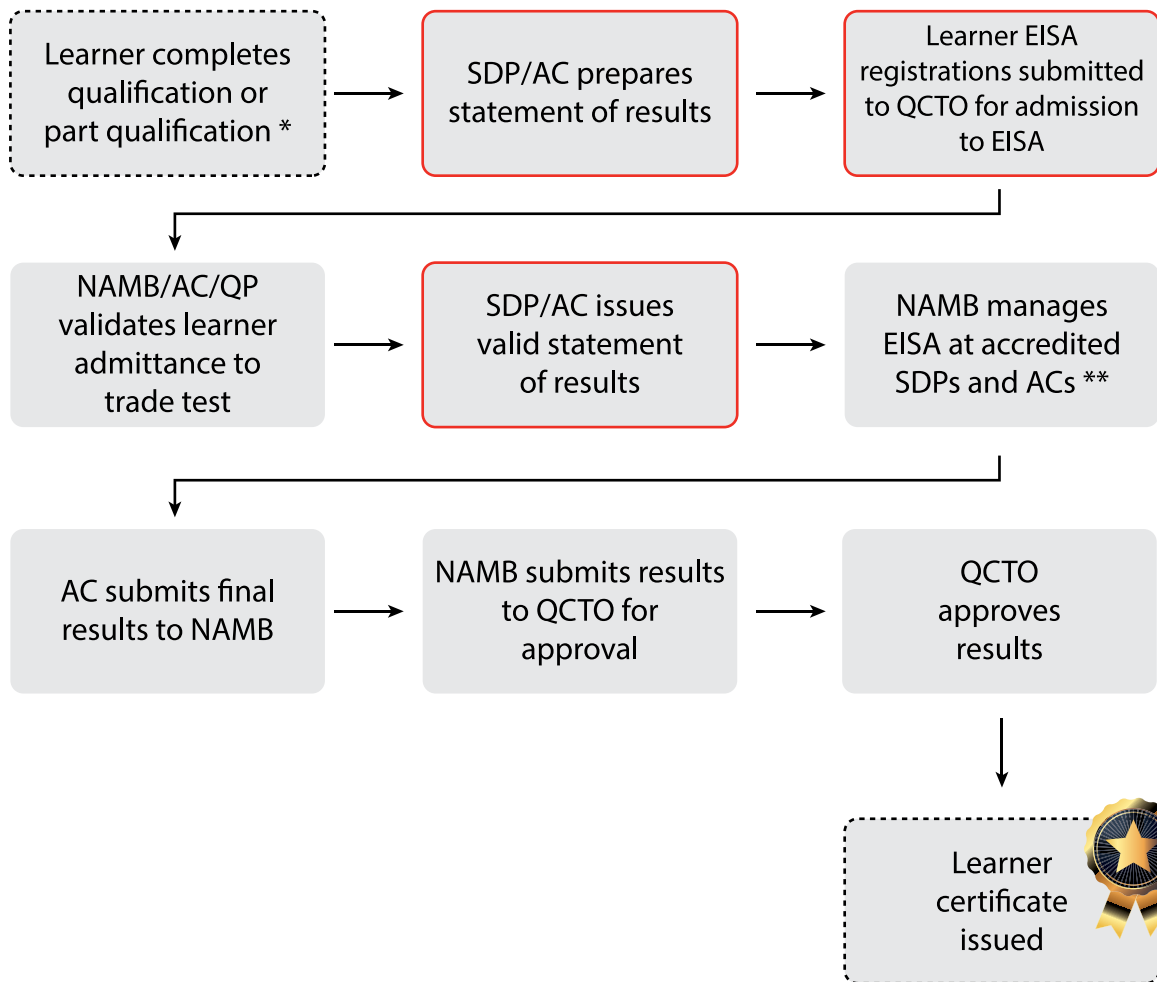 Learner completes
qualification or
part qualification *
SDP/AC prepares
statement of results
Learner EISA
registrations submitted
to QCTO for admission
to EISA
NAMB/AC/QP
validates learner
admittance to
trade test
SDP/AC issues
valid statement
of results
NAMB manages
EISA at accredited
SDPs and ACs **
AC submits final
results to NAMB
NAMB submits results
to QCTO for
approval
QCTO
approves
results
Learner
certificate
issued